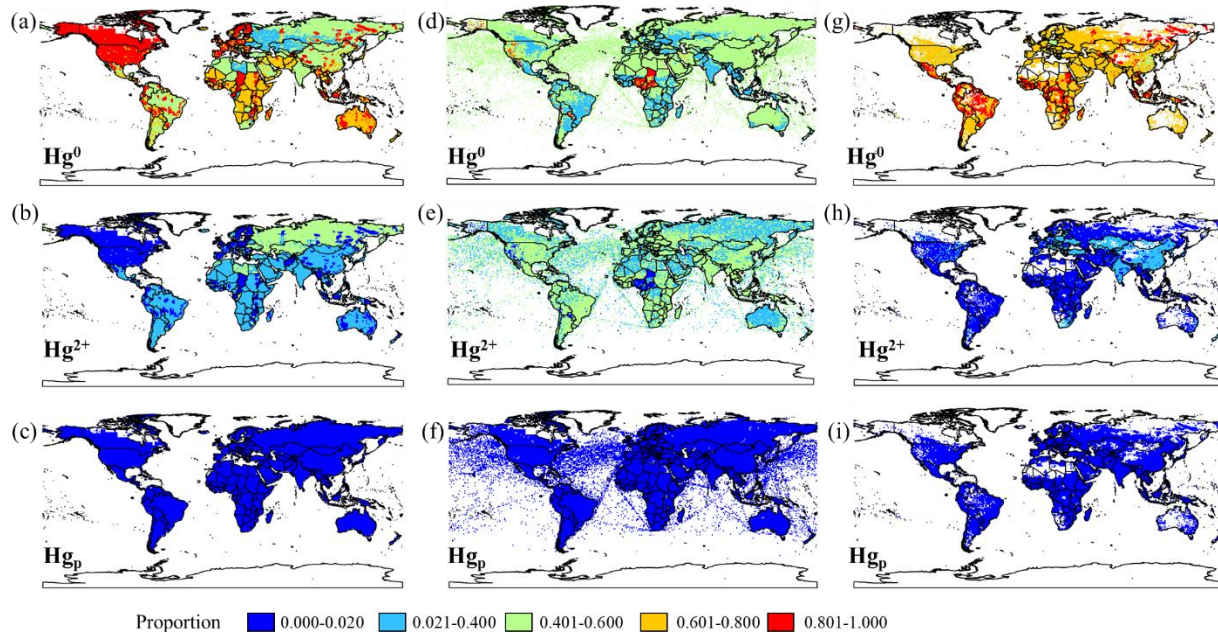 (a) (d) (g)
Hg⁰ Hg⁰ Hg⁰
(b) (e) (h)
Hg²⁺ Hg²⁺ Hg²⁺
(c) (f) (i)
Hgₚ Hgₚ Hgₚ
Proportion 0.000-0.020 0.021-0.400 0.401-0.600 0.601-0.800 0.801-1.000